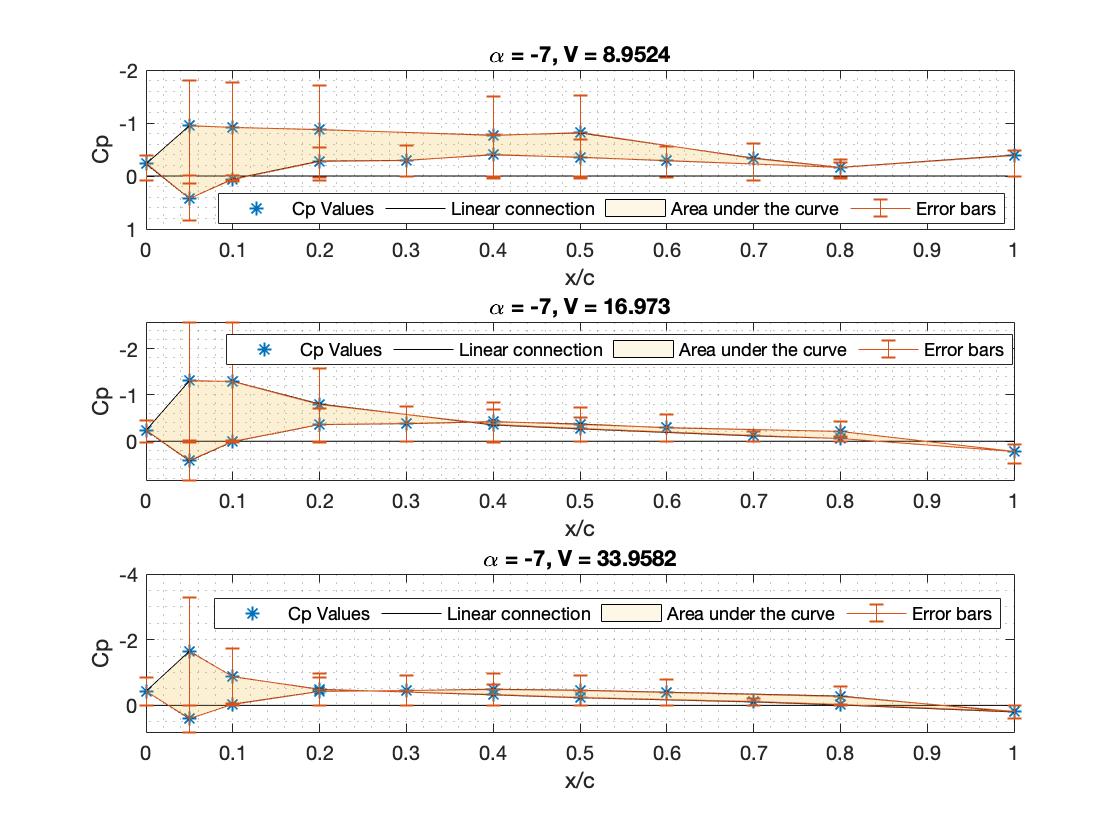 α = -7, V = 8.9524
-2
-1
0
1
Cp
Cp Values Linear connection Area under the curve Error bars
0 0.1 0.2 0.3 0.4 0.5 0.6 0.7 0.8 0.9 1
x/c
α = -7, V = 16.973
-2
-1
0
Cp
Cp Values Linear connection Area under the curve Error bars
0 0.1 0.2 0.3 0.4 0.5 0.6 0.7 0.8 0.9 1
x/c
α = -7, V = 33.9582
-4
-2
0
Cp
Cp Values Linear connection Area under the curve Error bars
0 0.1 0.2 0.3 0.4 0.5 0.6 0.7 0.8 0.9 1
x/c